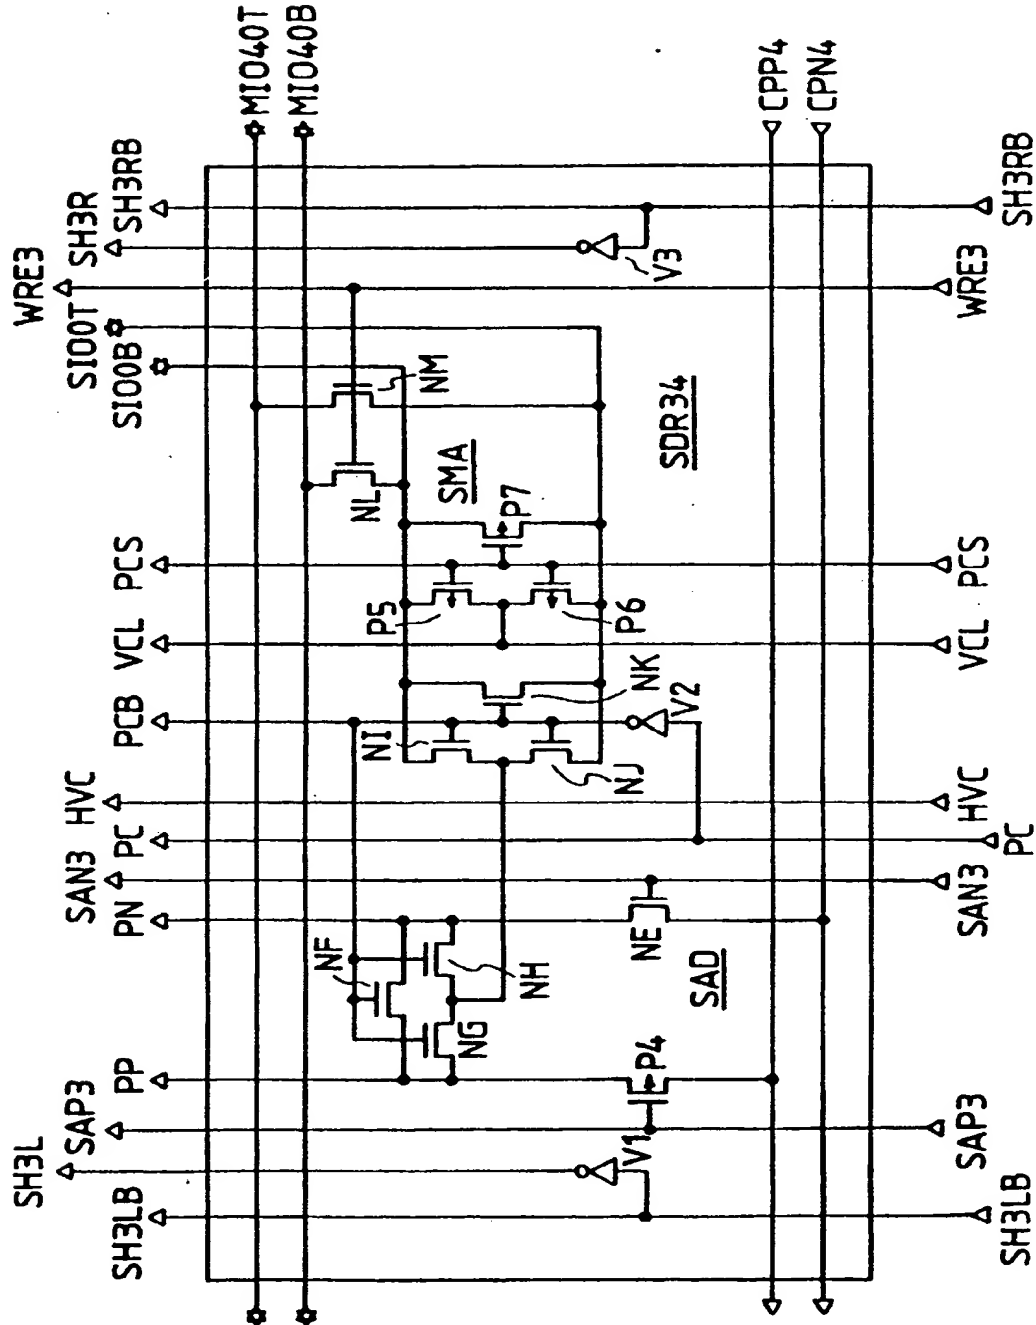 MIO40T
MIO40B
CPP4
CPN4
SH3RB
SH3R
WRE3
SIO0T
SIO0B
PCS
VCL
PCB
HVC
PC
SAN3
PN
PP
SAP3
SH3L
SH3LB
V3
NM
NL
SMA
P7
P5
P6
SDR34
NK
NI
NJ
V2
NF
NH
NG
NE
SAD
P4
V1
SH3RB
WRE3
PCS
VCL
HVC
PC
SAN3
SAP3
SH3LB